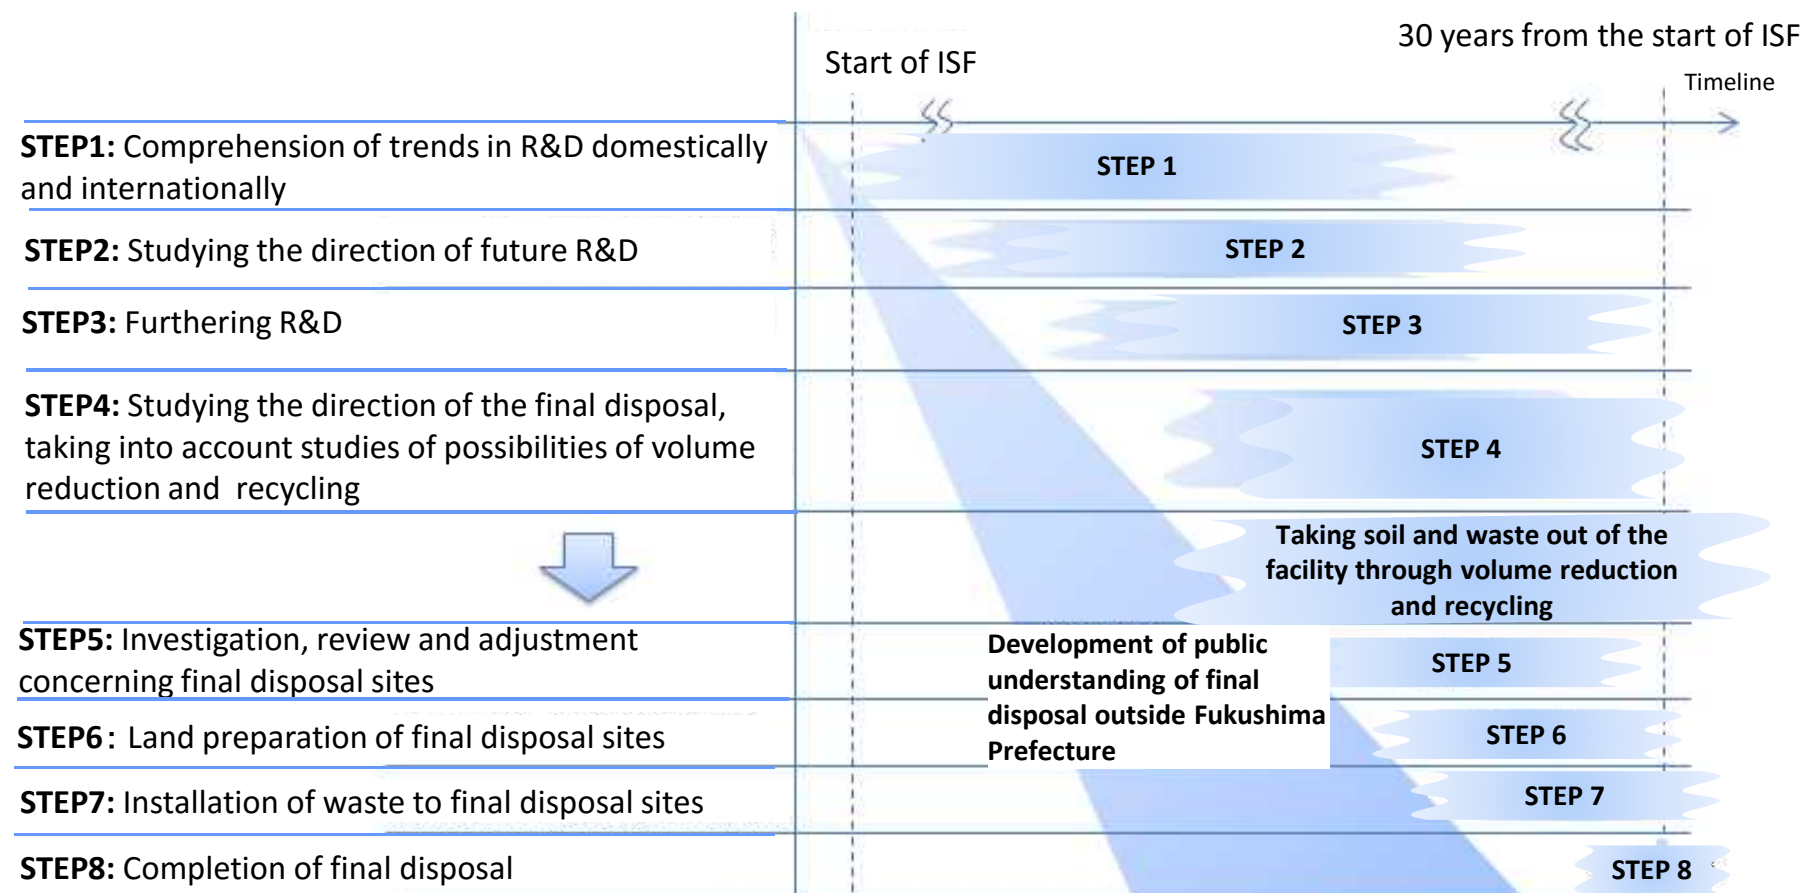 30 years from the start of ISF
Start of ISF
Timeline
STEP1: Comprehension of trends in R&D domestically
and internationally
STEP 1
STEP2: Studying the direction of future R&D
STEP 2
STEP3: Furthering R&D
STEP 3
STEP4: Studying the direction of the final disposal,
taking into account studies of possibilities of volume
reduction and recycling
STEP 4
Taking soil and waste out of the
facility through volume reduction
and recycling
STEP5: Investigation, review and adjustment
concerning final disposal sites
Development of public
understanding of final
disposal outside Fukushima
Prefecture
STEP 5
STEP6: Land preparation of final disposal sites
STEP 6
STEP7: Installation of waste to final disposal sites
STEP 7
STEP8: Completion of final disposal
STEP 8